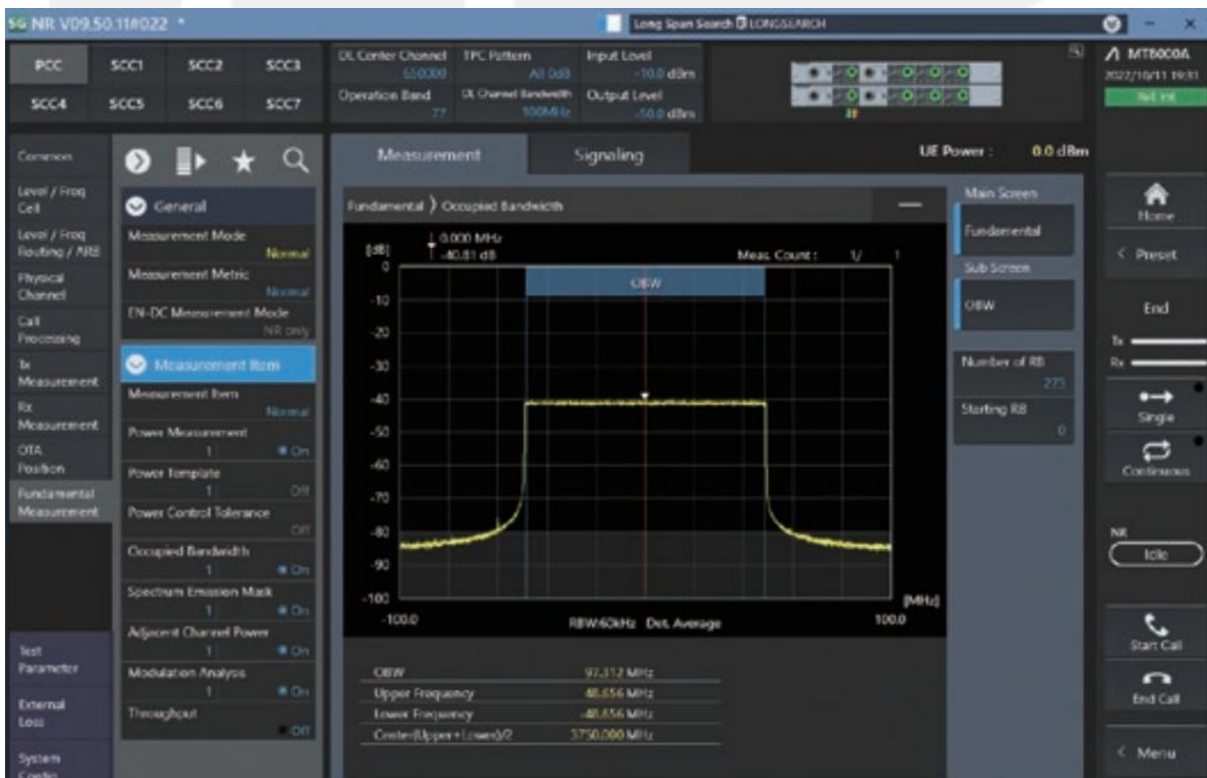 5G NR V09.50.11#022 *
Long Span Search LONGSEARCH
PCC SCC1 SCC2 SCC3
SCC4 SCC5 SCC6 SCC7
DL Center Channel
650000
TPC Pattern
All 0dB
Input Level
-10.0 dBm
Operation Band
77
DL Channel Bandwidth
100MHz
Output Level
-50.0 dBm
MT8000A
2022/10/11 19:31
Ref. Int
Common
Level / Freq
Cell
Level / Freq
Routing / ARB
Physical
Channel
Call
Processing
Tx
Measurement
Rx
Measurement
OTA
Position
Fundamental
Measurement
Test
Parameter
External
Loss
System
Config
General
Measurement Mode
Normal
Measurement Metric
Normal
EN-DC Measurement Mode
NR only
Measurement Item
Measurement Item
Normal
Power Measurement
1 On
Power Template
1 Off
Power Control Tolerance
Off
Occupied Bandwidth
1 On
Spectrum Emission Mask
1 On
Adjacent Channel Power
1 On
Modulation Analysis
1 On
Throughput
Off
Measurement
Signaling
UE Power : 0.0 dBm
Fundamental ) Occupied Bandwidth
[dB]
0.000 MHz
-40.81 dB
Meas. Count : 1/ 1
OBW
0
-10
-20
-30
-40
-50
-60
-70
-80
-90
-100
-100.0
RBW:60kHz Det. Average
100.0
[MHz]
OBW 97.312 MHz
Upper Frequency 48.656 MHz
Lower Frequency -48.656 MHz
Center(Upper+Lower)/2 3750.000 MHz
Main Screen
Fundamental
Sub Screen
OBW
Number of RB
273
Starting RB
0
Home
Preset
End
Tx
Rx
Single
Continuous
NR
Idle
Start Call
End Call
Menu